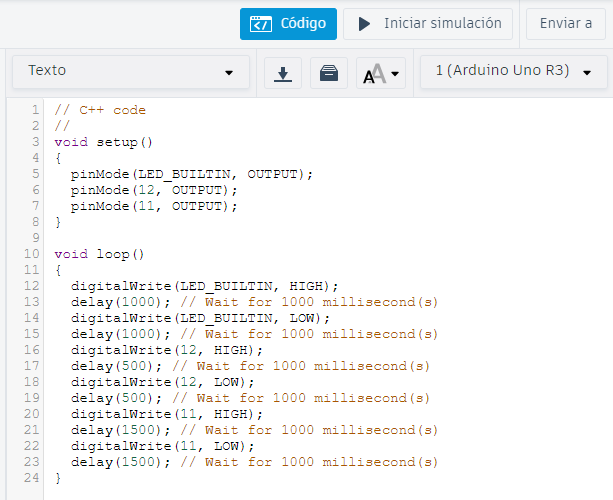 Código
Iniciar simulación
Enviar a
Texto
AA
1 (Arduino Uno R3)
1 // C++ code
2 //
3 void setup()
4 {
5   pinMode(LED_BUILTIN, OUTPUT);
6   pinMode(12, OUTPUT);
7   pinMode(11, OUTPUT);
8 }
9
10 void loop()
11 {
12   digitalWrite(LED_BUILTIN, HIGH);
13   delay(1000); // Wait for 1000 millisecond(s)
14   digitalWrite(LED_BUILTIN, LOW);
15   delay(1000); // Wait for 1000 millisecond(s)
16   digitalWrite(12, HIGH);
17   delay(500); // Wait for 1000 millisecond(s)
18   digitalWrite(12, LOW);
19   delay(500); // Wait for 1000 millisecond(s)
20   digitalWrite(11, HIGH);
21   delay(1500); // Wait for 1000 millisecond(s)
22   digitalWrite(11, LOW);
23   delay(1500); // Wait for 1000 millisecond(s)
24 }